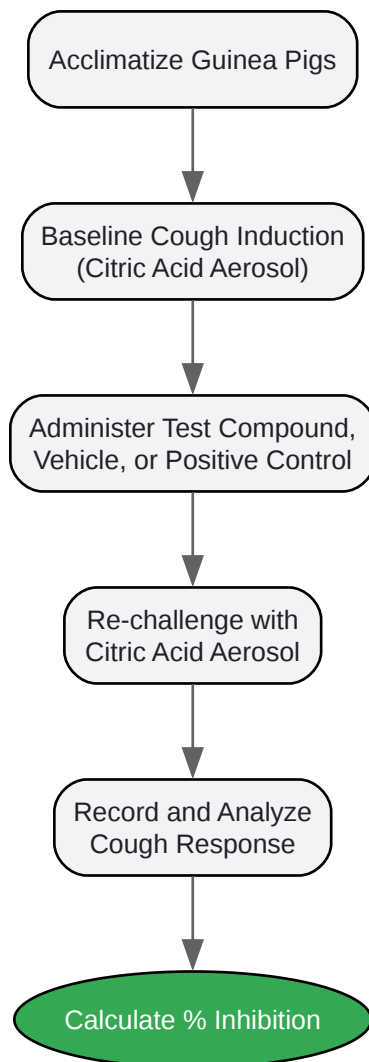 Acclimatize Guinea Pigs
Baseline Cough Induction
(Citric Acid Aerosol)
Administer Test Compound,
Vehicle, or Positive Control
Re-challenge with
Citric Acid Aerosol
Record and Analyze
Cough Response
Calculate % Inhibition